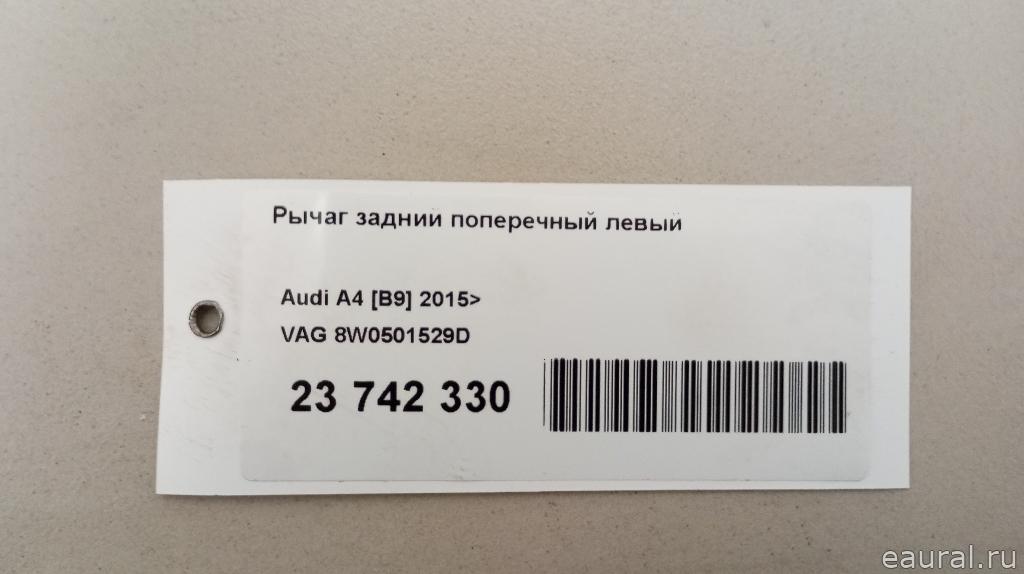 Рычаг задний поперечный левый
Audi A4 [B9] 2015>
VAG 8W0501529D
23 742 330
eaural.ru